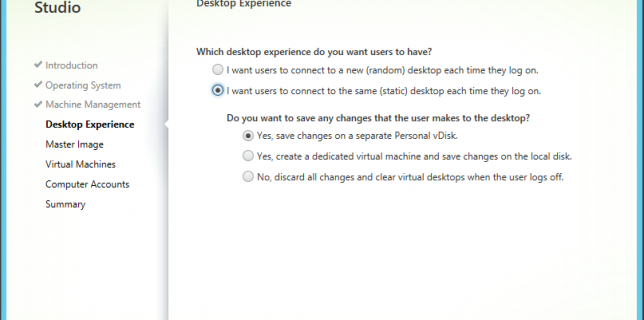 Studio
Desktop Experience
Introduction
Operating System
Machine Management
Desktop Experience
Master Image
Virtual Machines
Computer Accounts
Summary
Which desktop experience do you want users to have?
I want users to connect to a new (random) desktop each time they log on.
I want users to connect to the same (static) desktop each time they log on.
Do you want to save any changes that the user makes to the desktop?
Yes, save changes on a separate Personal vDisk.
Yes, create a dedicated virtual machine and save changes on the local disk.
No, discard all changes and clear virtual desktops when the user logs off.